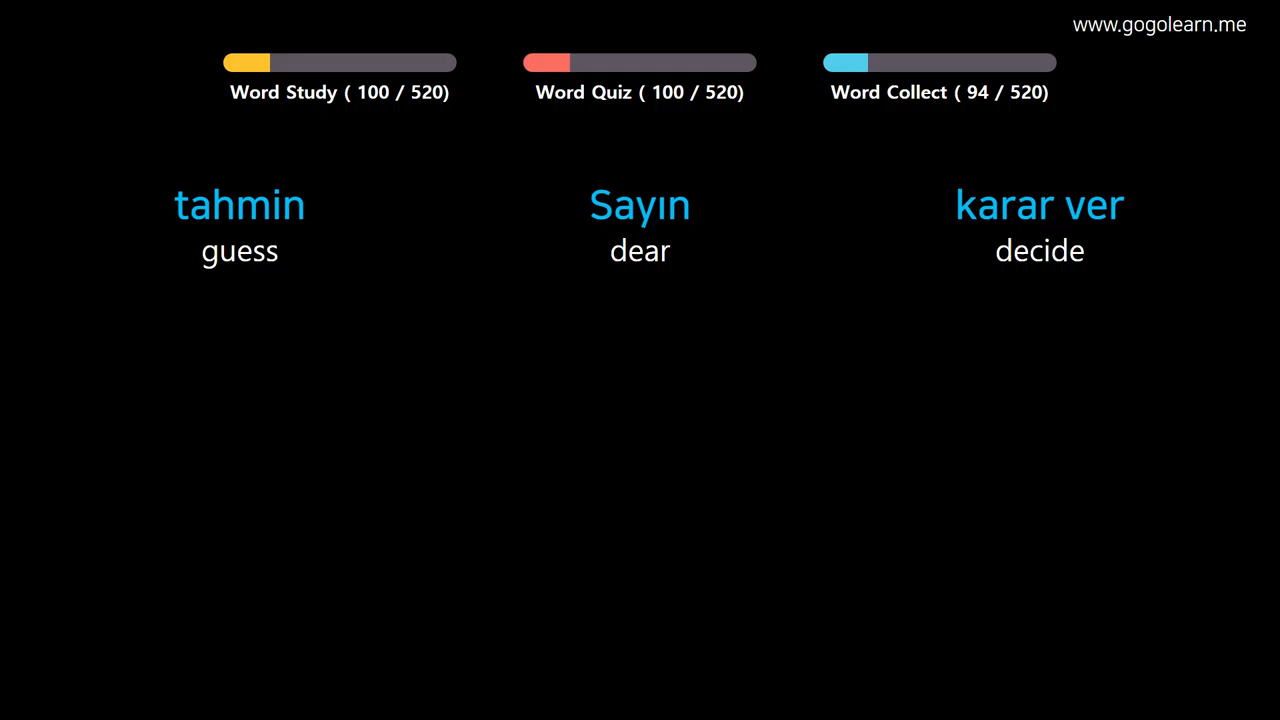 www.gogolearn.me
Word Study ( 100 / 520)
Word Quiz ( 100 / 520)
Word Collect ( 94 / 520)
tahmin
guess
Sayın
dear
karar ver
decide